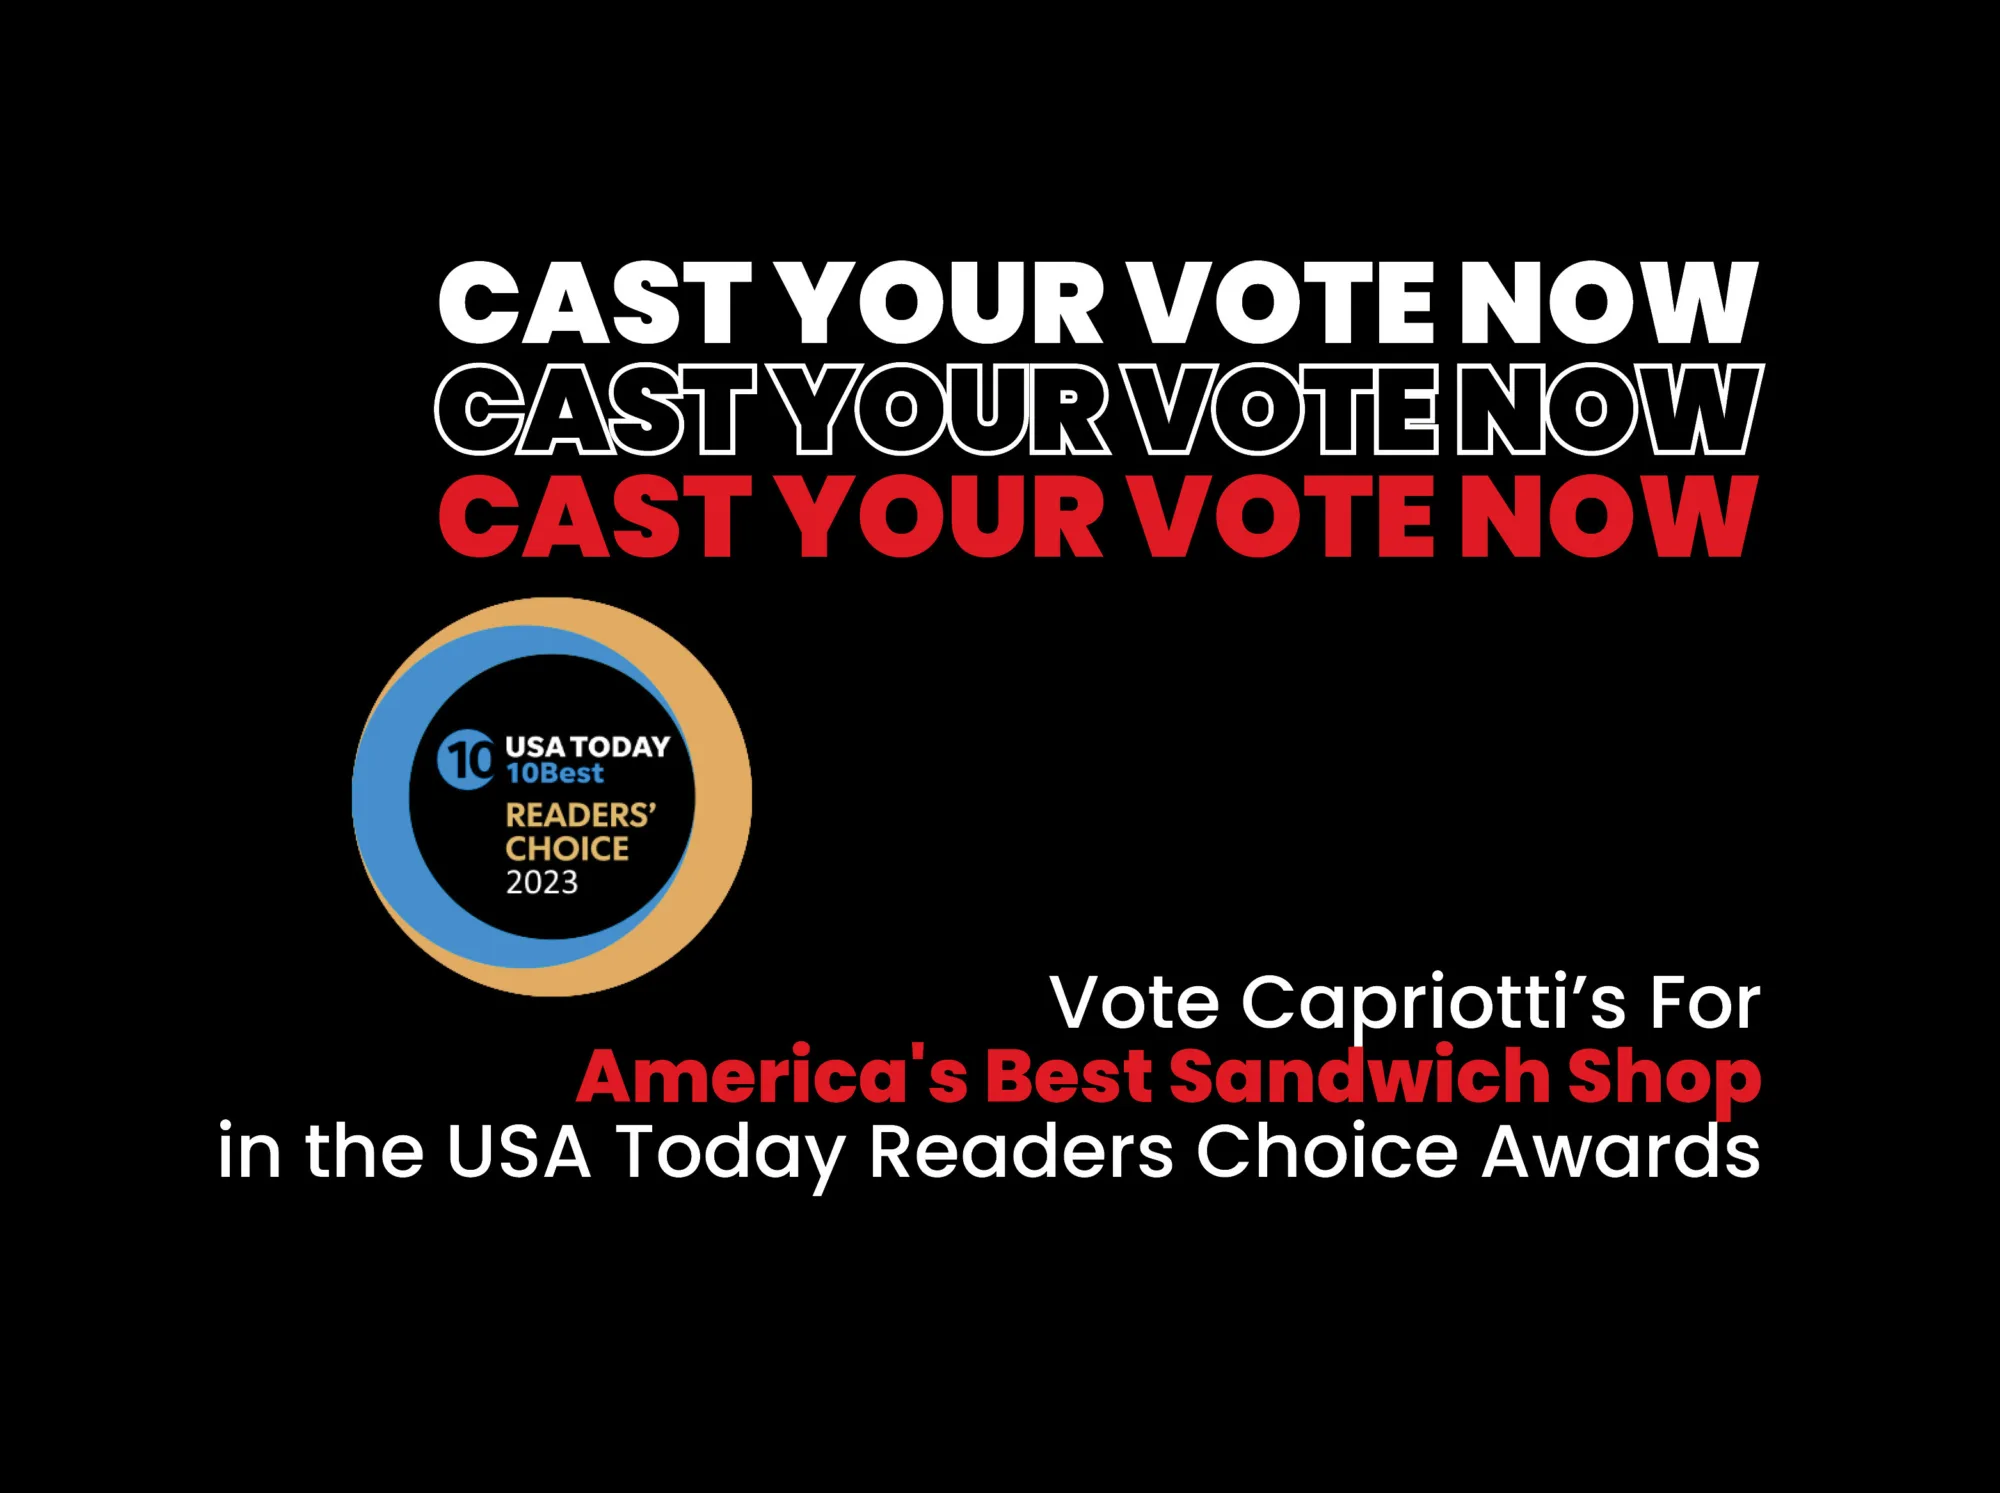 CAST YOUR VOTE NOW
CAST YOUR VOTE NOW
CAST YOUR VOTE NOW
10 USA TODAY
10Best
READERS’
CHOICE
2023
Vote Capriotti’s For
America's Best Sandwich Shop
in the USA Today Readers Choice Awards